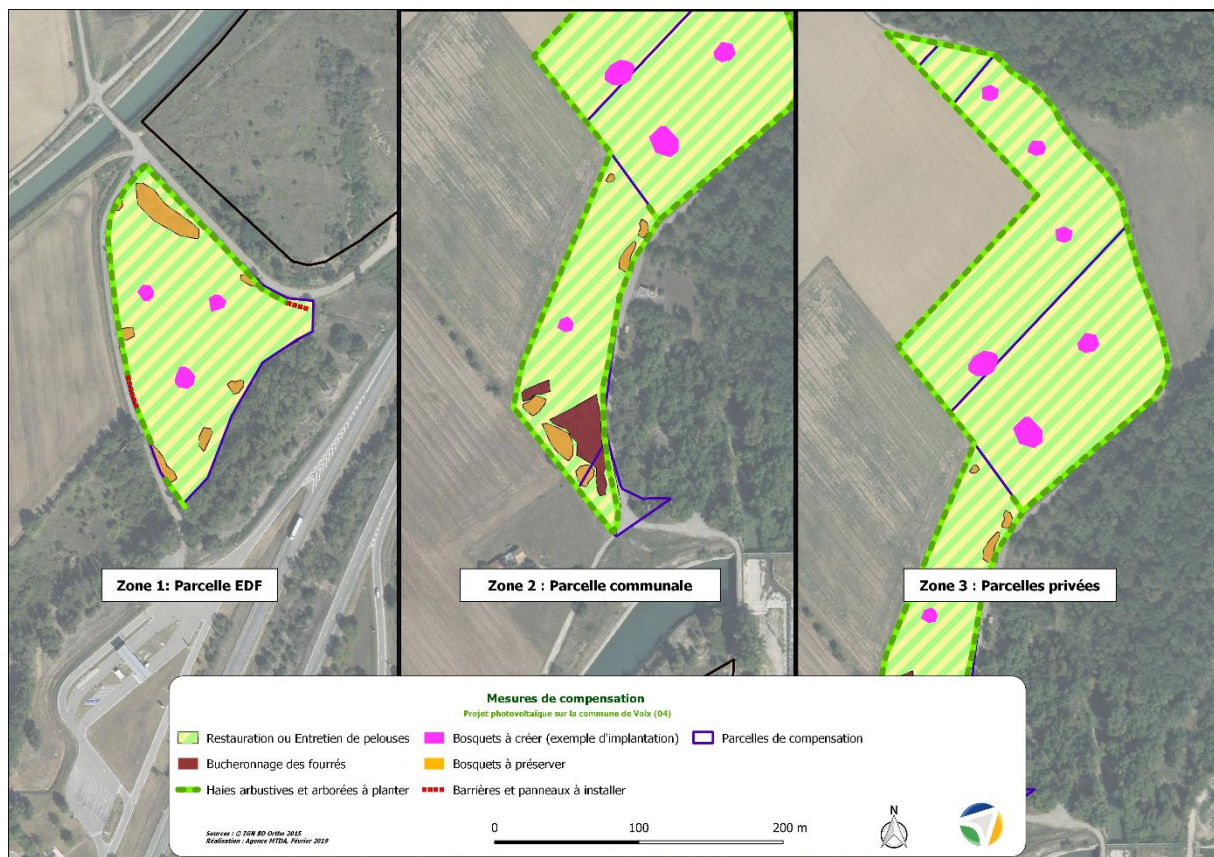 Zone 1: Parcelle EDF
Zone 2 : Parcelle communale
Zone 3 : Parcelles privées
Mesures de compensation
Projet photovoltaïque sur la commune de Volx (04)
Restauration ou Entretien de pelouses
Bosquets à créer (exemple d'implantation)
Parcelles de compensation
Bucheronnage des fourrés
Bosquets à préserver
Haies arbustives et arborées à planter
Barrières et panneaux à installer
Sources : © IGN BD Ortho 2015
Réalisation : Agence MTDA, Février 2019
0 100 200 m
N